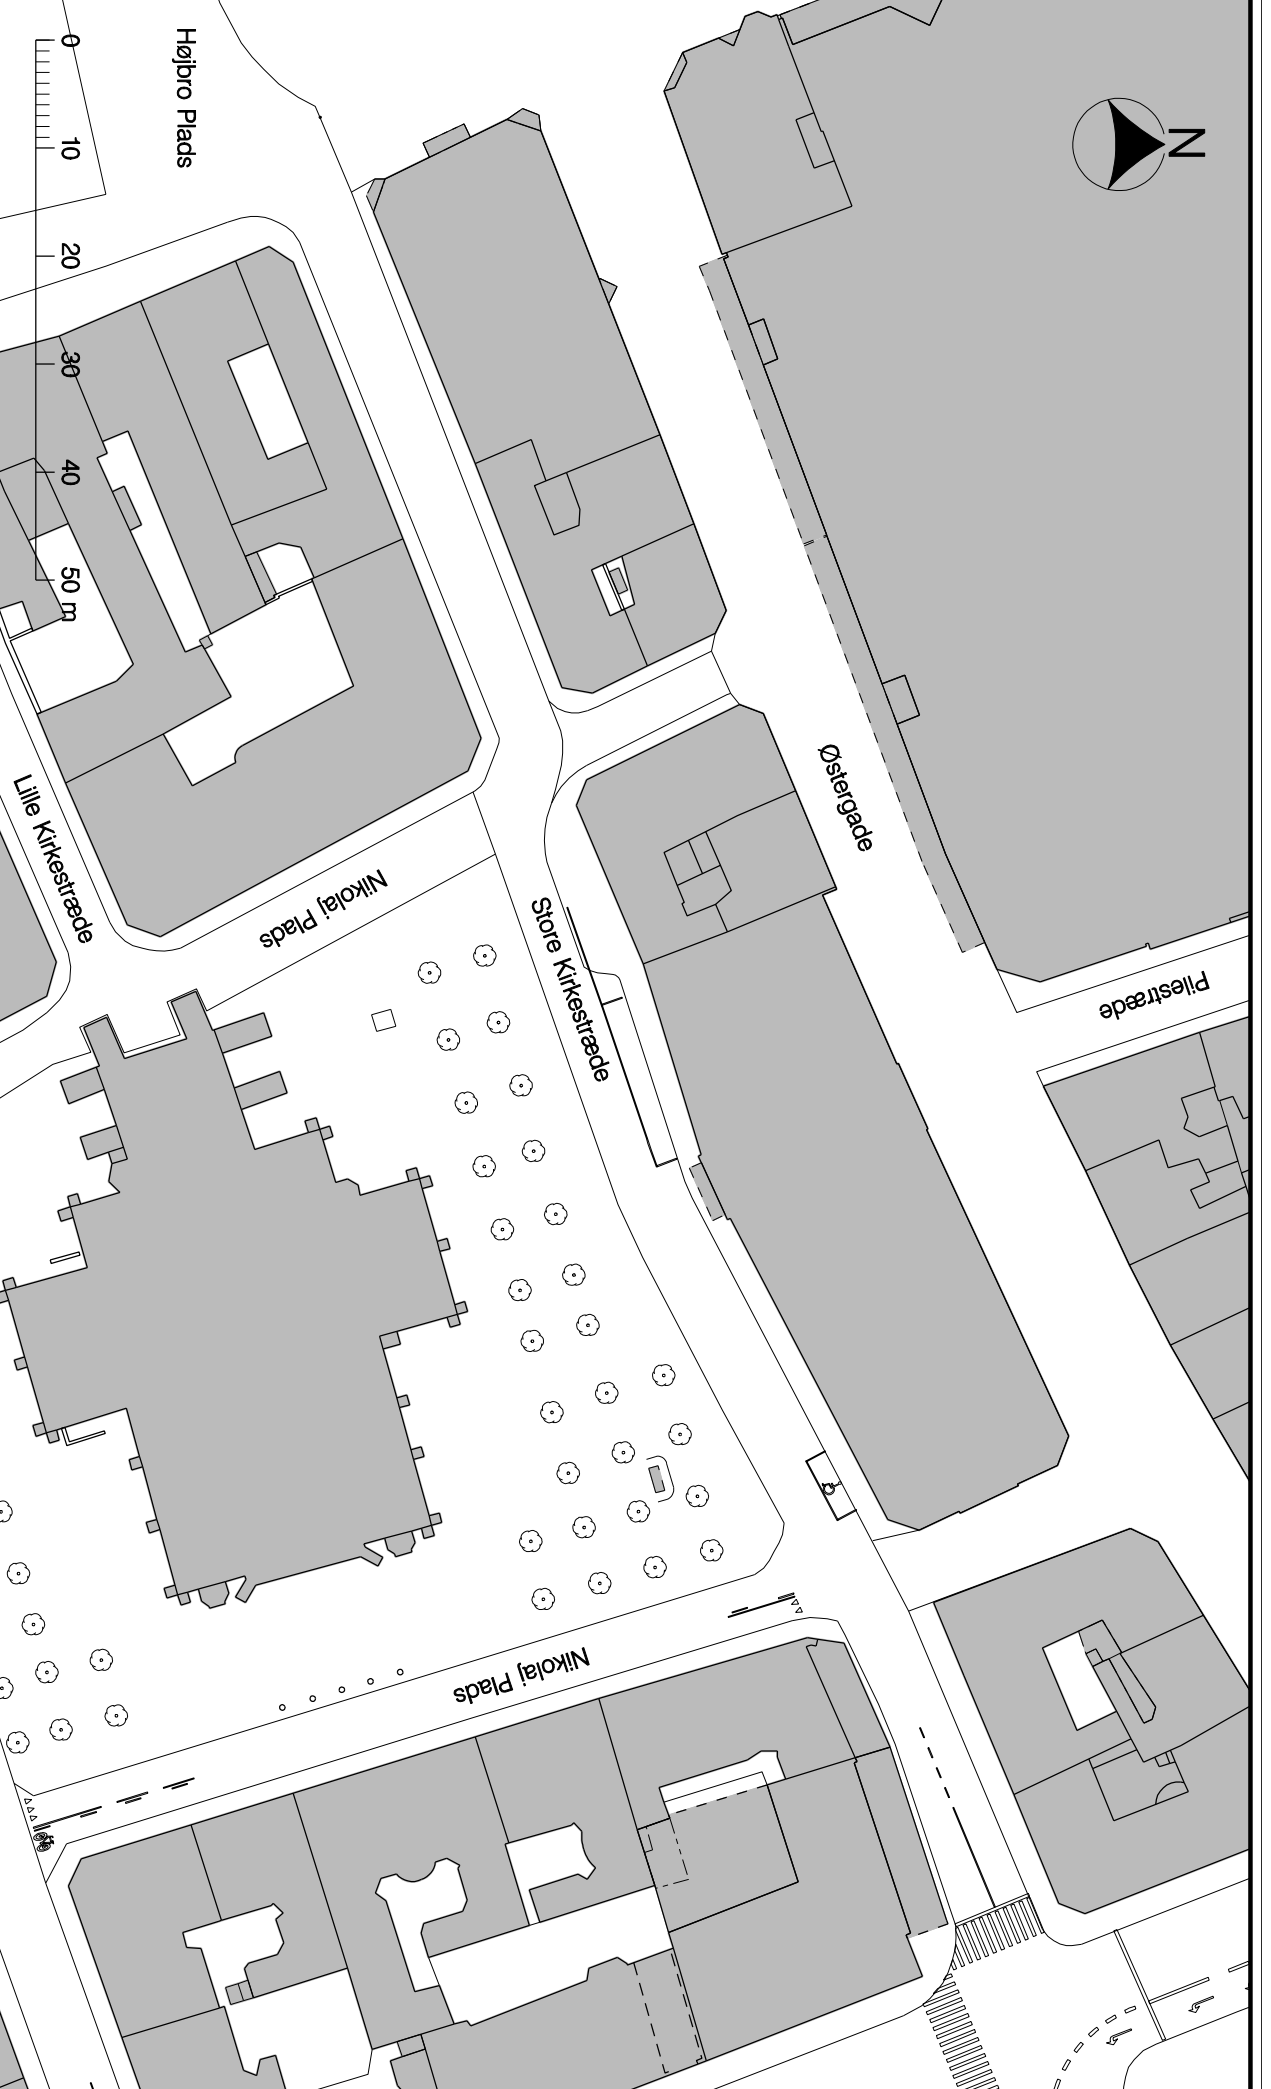 Højbro Plads
0
10
20
30
40
50 m
N
Østergade
Lille Kirkestræde
Nikolaj Plads
Store Kirkestræde
Pilestræde
Nikolaj Plads